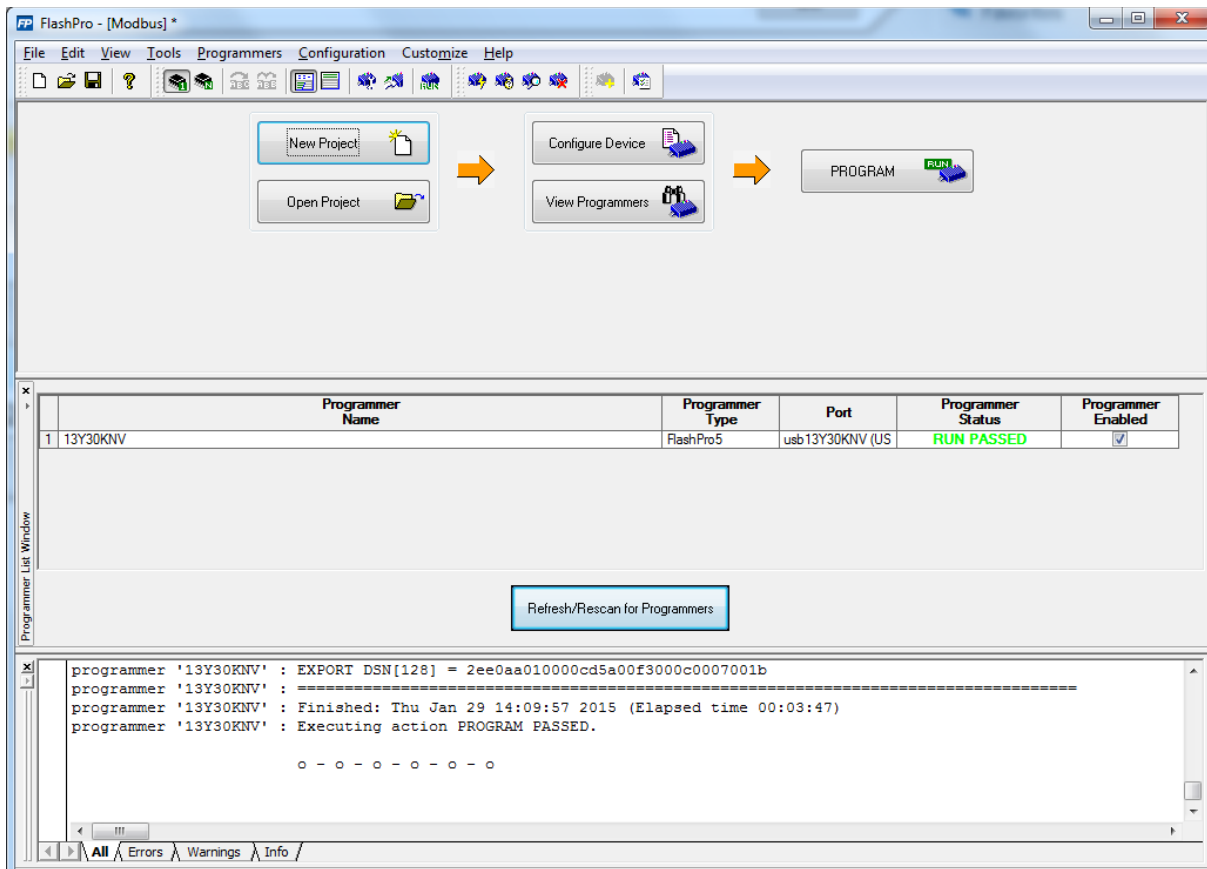 FlashPro - [Modbus] *
File Edit View Tools Programmers Configuration Customize Help
New Project
Configure Device
PROGRAM
RUN
Open Project
View Programmers
Programmer Name Programmer Type Port Programmer Status Programmer Enabled
1 13Y30KNV FlashPro5 usb13Y30KNV (US RUN PASSED
Programmer List Window
Refresh/Rescan for Programmers
programmer '13Y30KNV' : EXPORT DSN[128] = 2ee0aa010000cd5a00f3000c0007001b
programmer '13Y30KNV' : ===================================================================================
programmer '13Y30KNV' : Finished: Thu Jan 29 14:09:57 2015 (Elapsed time 00:03:47)
programmer '13Y30KNV' : Executing action PROGRAM PASSED.
o - o - o - o - o - o
All Errors Warnings Info